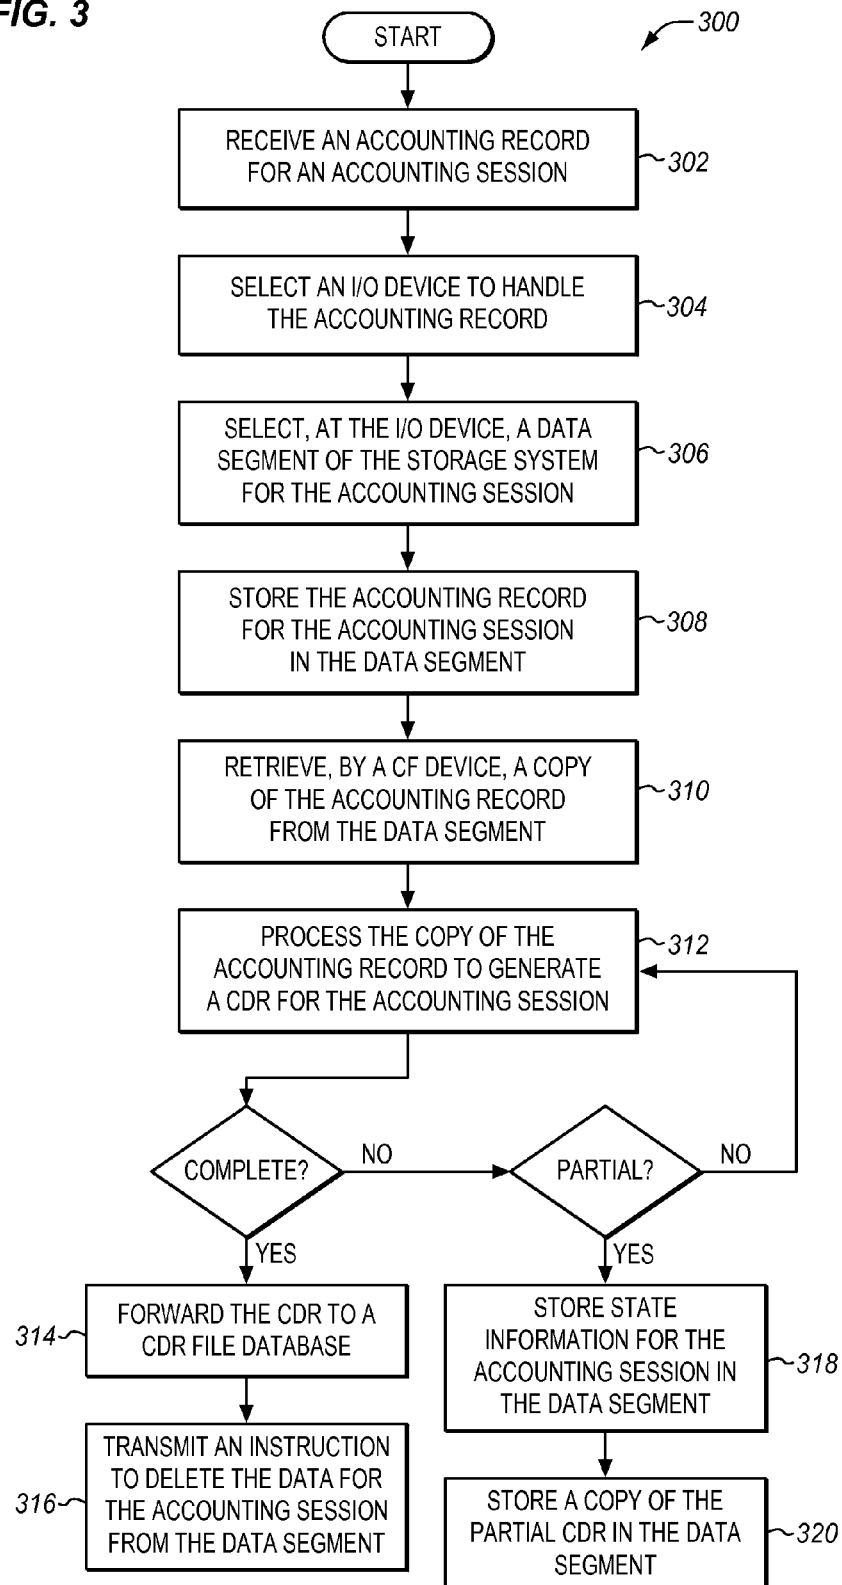 FIG. 3
START
300
RECEIVE AN ACCOUNTING RECORD
FOR AN ACCOUNTING SESSION
302
SELECT AN I/O DEVICE TO HANDLE
THE ACCOUNTING RECORD
304
SELECT, AT THE I/O DEVICE, A DATA
SEGMENT OF THE STORAGE SYSTEM
FOR THE ACCOUNTING SESSION
306
STORE THE ACCOUNTING RECORD
FOR THE ACCOUNTING SESSION
IN THE DATA SEGMENT
308
RETRIEVE, BY A CF DEVICE, A COPY
OF THE ACCOUNTING RECORD
FROM THE DATA SEGMENT
310
PROCESS THE COPY OF THE
ACCOUNTING RECORD TO GENERATE
A CDR FOR THE ACCOUNTING SESSION
312
COMPLETE?
NO
PARTIAL?
NO
YES
YES
FORWARD THE CDR TO A
CDR FILE DATABASE
314
TRANSMIT AN INSTRUCTION
TO DELETE THE DATA FOR
THE ACCOUNTING SESSION
FROM THE DATA SEGMENT
316
STORE STATE
INFORMATION FOR THE
ACCOUNTING SESSION IN
THE DATA SEGMENT
318
STORE A COPY OF THE
PARTIAL CDR IN THE DATA
SEGMENT
320